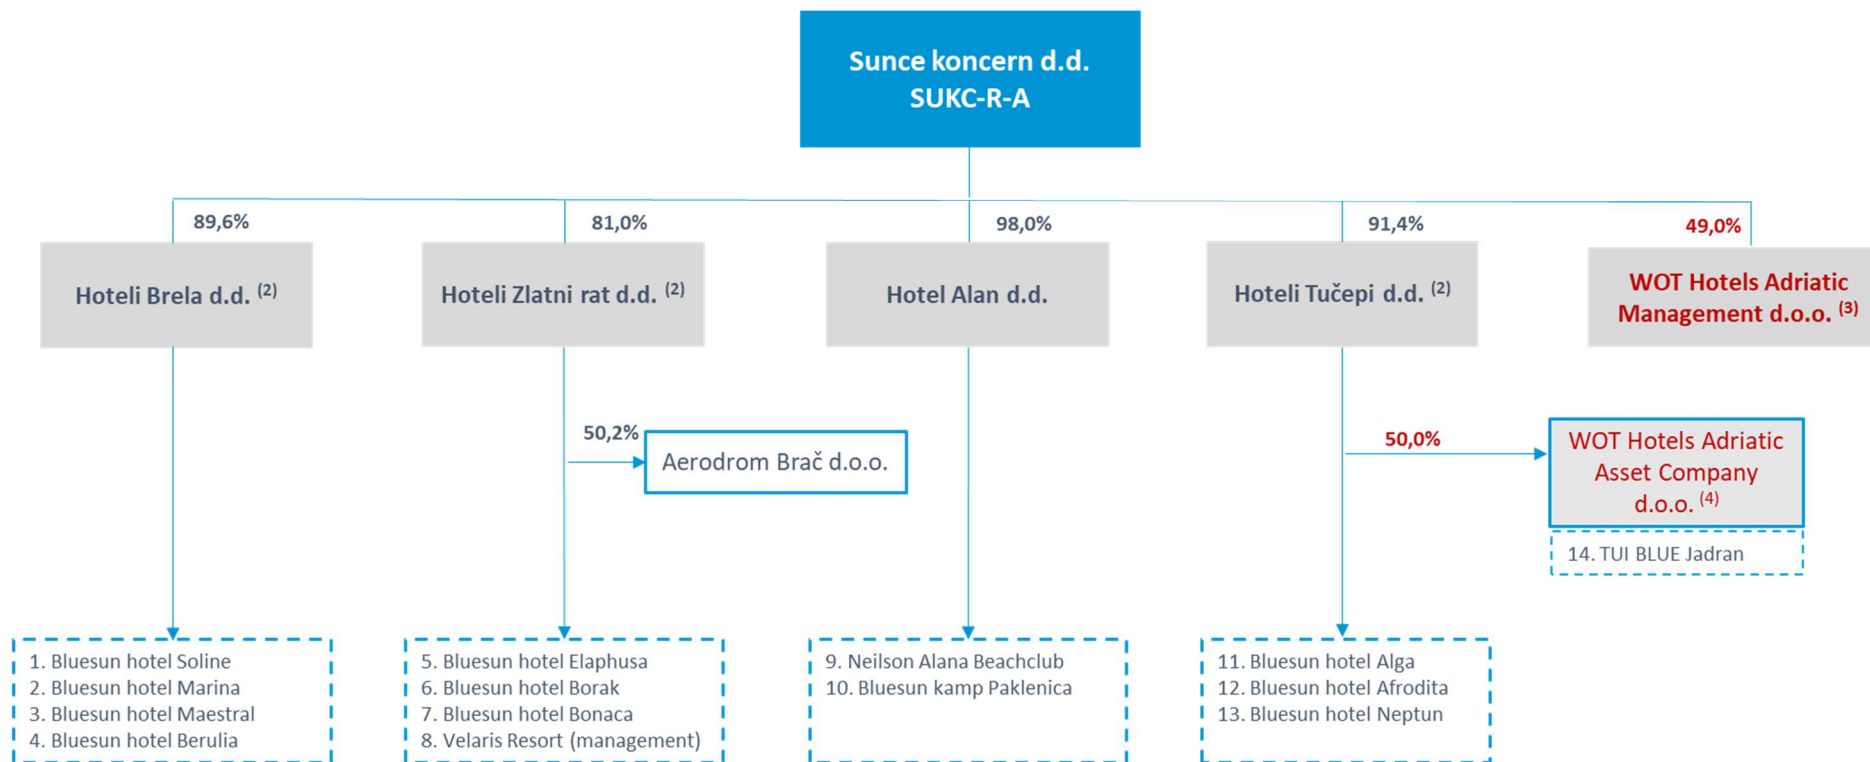 Sunce koncern d.d.
SUKC-R-A
89,6%
81,0%
98,0%
91,4%
49,0%
Hoteli Brela d.d. (2)
Hoteli Zlatni rat d.d. (2)
Hotel Alan d.d.
Hoteli Tučepi d.d. (2)
WOT Hotels Adriatic
Management d.o.o. (3)
50,2%
Aerodrom Brač d.o.o.
50,0%
WOT Hotels Adriatic
Asset Company
d.o.o. (4)
14. TUI BLUE Jadran
1. Bluesun hotel Soline
2. Bluesun hotel Marina
3. Bluesun hotel Maestral
4. Bluesun hotel Berulia
5. Bluesun hotel Elaphusa
6. Bluesun hotel Borak
7. Bluesun hotel Bonaca
8. Velaris Resort (management)
9. Neilson Alana Beachclub
10. Bluesun kamp Paklenica
11. Bluesun hotel Alga
12. Bluesun hotel Afrodita
13. Bluesun hotel Neptun